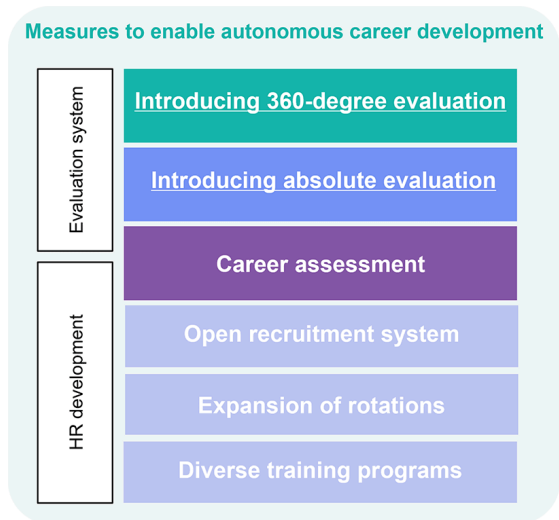 Measures to enable autonomous career development
Evaluation system
Introducing 360-degree evaluation
Introducing absolute evaluation
Career assessment
HR development
Open recruitment system
Expansion of rotations
Diverse training programs